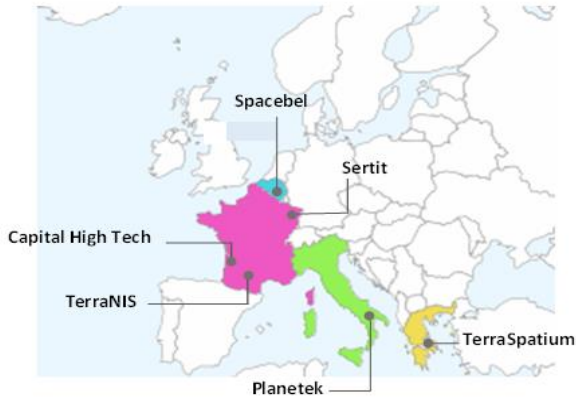 Spacebel
Sertit
Capital High Tech
TerraNIS
TerraSpatium
Planetek